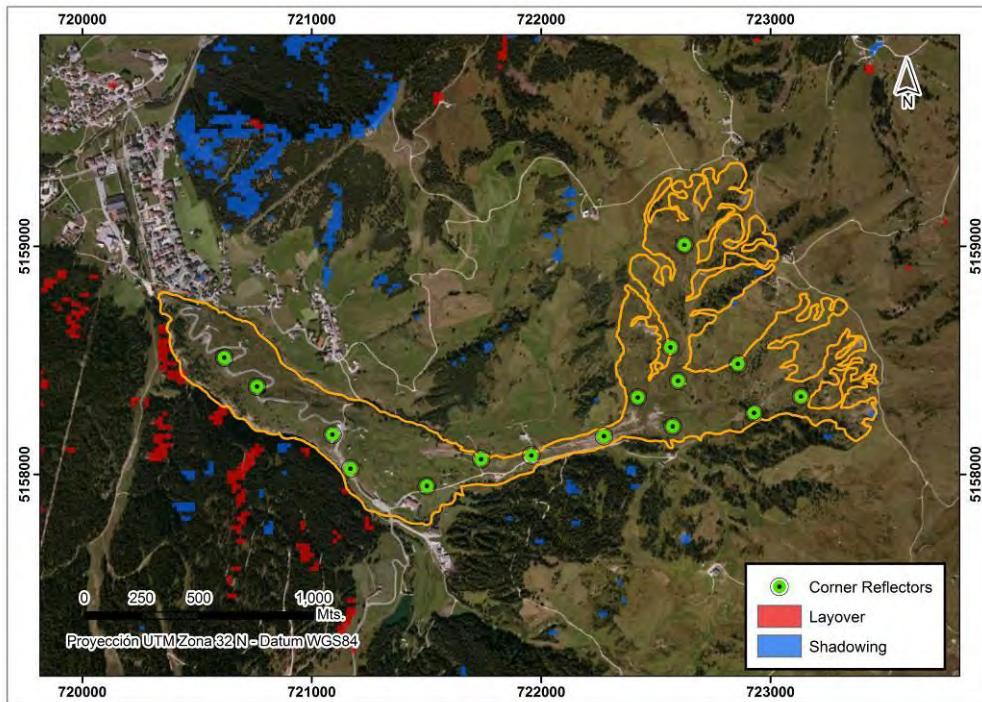 720000 721000 722000 723000
N
5159000 5159000
5158000 5158000
0 250 500 1,000
Mts.
Proyección UTM Zona 32 N - Datum WGS84
Corner Reflectors
Layover
Shadowing
720000 721000 722000 723000